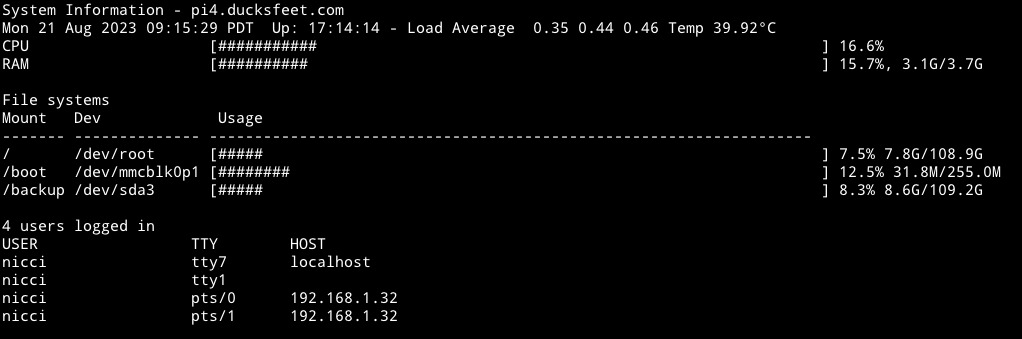 System Information - pi4.ducksfeet.com
Mon 21 Aug 2023 09:15:29 PDT  Up: 17:14:14 - Load Average  0.35 0.44 0.46 Temp 39.92°C
CPU                    [###########                                                        ] 16.6%
RAM                    [##########                                                         ] 15.7%, 3.1G/3.7G

File systems
Mount   Dev             Usage
------- -------------- -------------------------------------------------------------------
/       /dev/root      [#####                                                              ] 7.5% 7.8G/108.9G
/boot   /dev/mmcblk0p1 [########                                                           ] 12.5% 31.8M/255.0M
/backup /dev/sda3      [#####                                                              ] 8.3% 8.6G/109.2G

4 users logged in
USER                 TTY        HOST
nicci                tty7       localhost
nicci                tty1
nicci                pts/0      192.168.1.32
nicci                pts/1      192.168.1.32